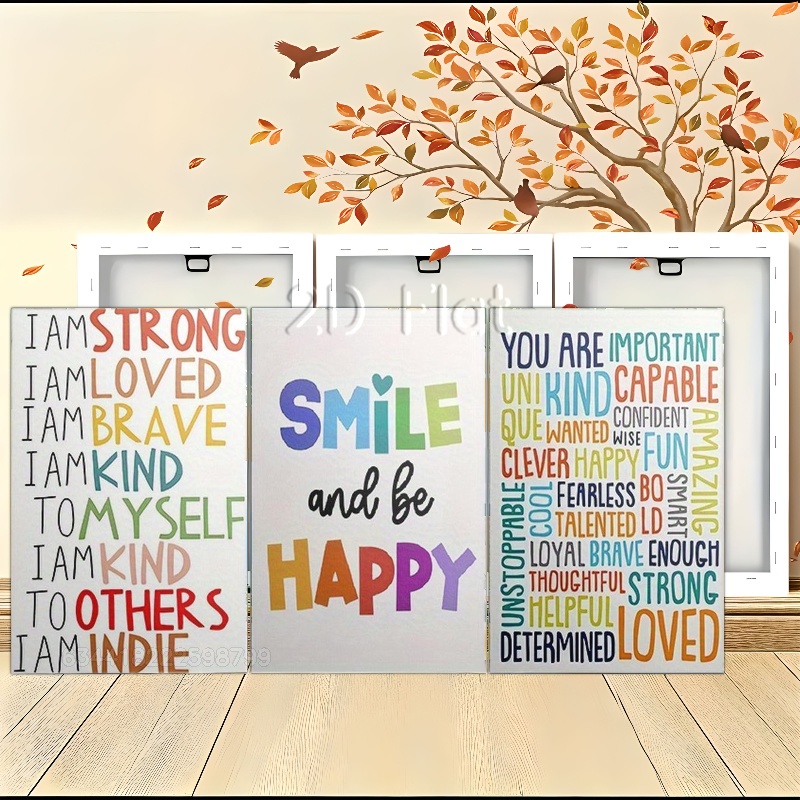 2D Flat
I AM STRONG
I AM LOVED
I AM BRAVE
I AM KIND
TO MYSELF
I AM KIND
TO OTHERS
I AM INDIE
SMiLE
and be
HAPPY
YOU ARE IMPORTANT
UNI
QUE
KIND
CAPABLE
CONFIDENT
WANTED
WISE
AMAZING
CLEVER
HAPPY
FUN
UNSTOPPABLE
COOL
FEARLESS
BO
LD
SMART
TALENTED
LOYAL
BRAVE
ENOUGH
THOUGHTFUL
STRONG
HELPFUL
DETERMINED
LOVED